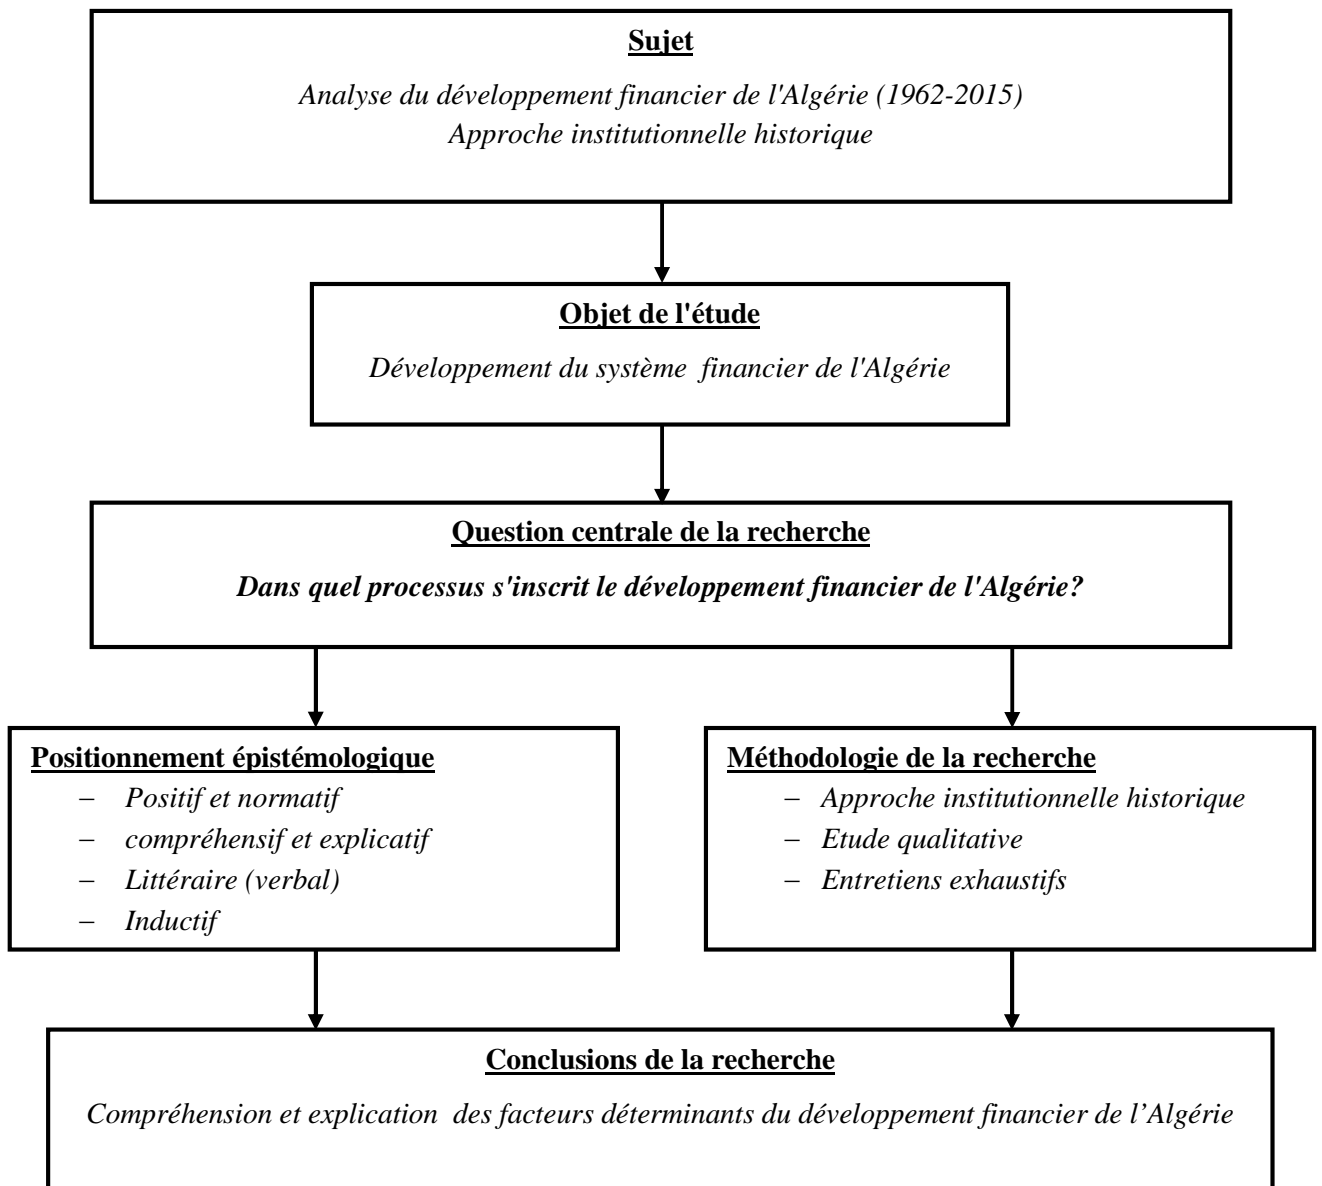 Sujet
Analyse du développement financier de l'Algérie (1962-2015)
Approche institutionnelle historique
Objet de l'étude
Développement du système  financier de l'Algérie
Question centrale de la recherche
Dans quel processus s'inscrit le développement financier de l'Algérie?
Positionnement épistémologique
– Positif et normatif
– compréhensif et explicatif
– Littéraire (verbal)
– Inductif
Méthodologie de la recherche
– Approche institutionnelle historique
– Etude qualitative
– Entretiens exhaustifs
Conclusions de la recherche
Compréhension et explication  des facteurs déterminants du développement financier de l’Algérie